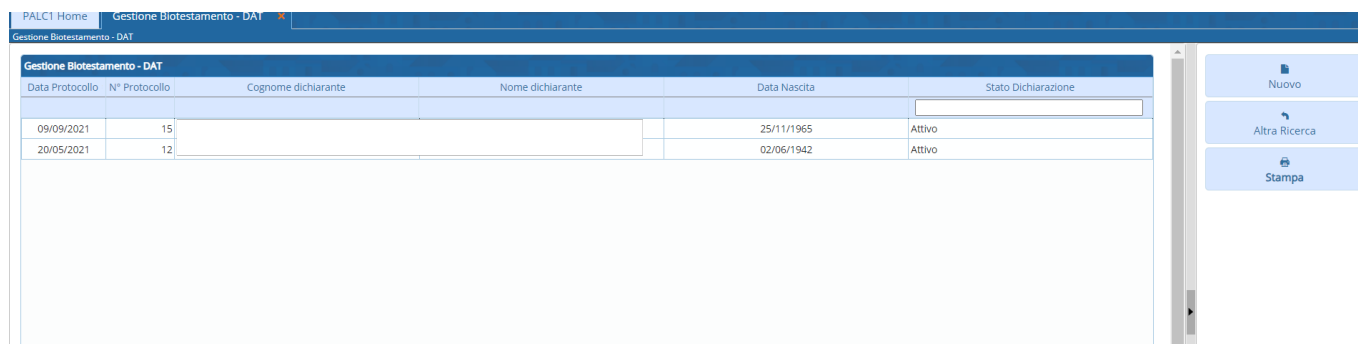 PALC1 Home Gestione Biotestamento - DAT ×
Gestione Biotestamento - DAT
Gestione Biotestamento - DAT
Data Protocollo N° Protocollo Cognome dichiarante Nome dichiarante Data Nascita Stato Dichiarazione
09/09/2021 15 25/11/1965 Attivo
20/05/2021 12 02/06/1942 Attivo
Nuovo
Altra Ricerca
Stampa